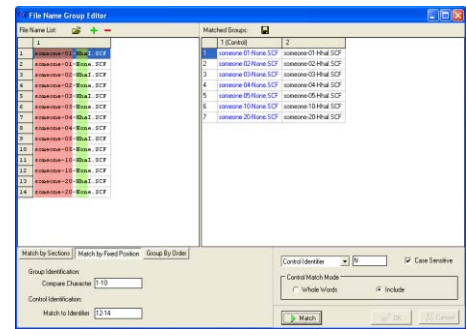 File Name Group Editor
File Name List:
Matched Groups:
1
1 someone-01-HhaI.SCF
2 someone-01-None.SCF
3 someone-02-HhaI.SCF
4 someone-02-None.SCF
5 someone-03-HhaI.SCF
6 someone-03-None.SCF
7 someone-04-HhaI.SCF
8 someone-04-None.SCF
9
10
11 someone-10-HhaI.SCF
12 someone-10-None.SCF
13 someone-20-HhaI.SCF
14 someone-20-None.SCF
1 (Control) 2
1 someone-01-None.SCF someone-01-HhaI.SCF
2 someone-02-None.SCF someone-02-HhaI.SCF
3 someone-03-None.SCF someone-03-HhaI.SCF
4 someone-04-None.SCF someone-04-HhaI.SCF
5 someone-05-None.SCF someone-05-HhaI.SCF
6 someone-10-None.SCF someone-10-HhaI.SCF
7 someone-20-None.SCF someone-20-HhaI.SCF
Match by Sections Match by Fixed Position Group By Order
Group Identification:
Compare Character 1-10
Control Identification:
Match to Identifier 12-14
Control Identifier N Case Sensitive
Control Match Mode
Whole Words Include
Match OK Cancel